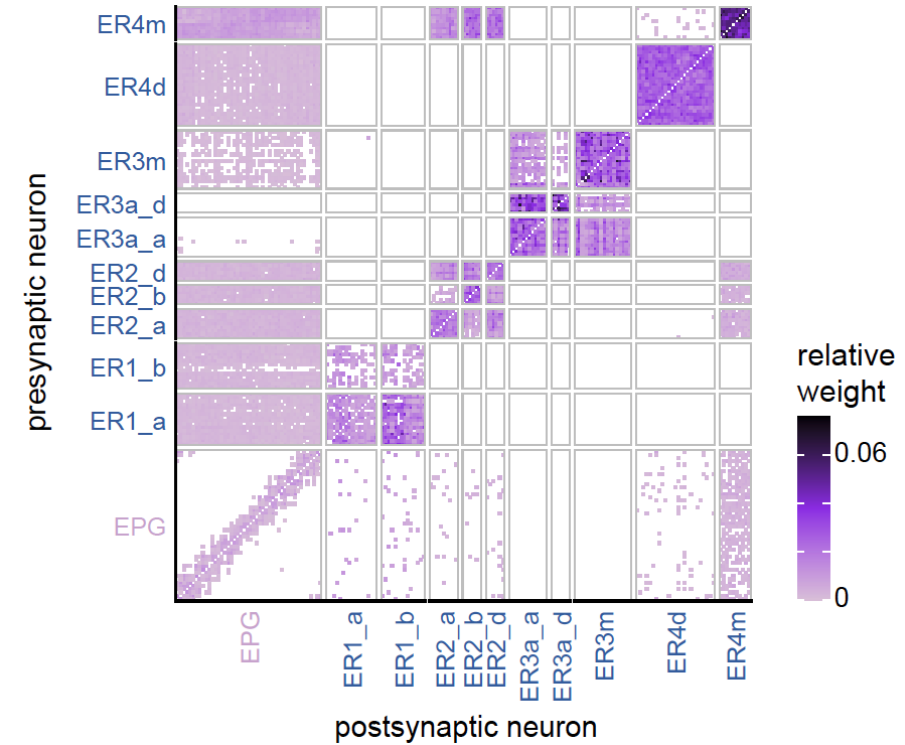 ER4m
ER4d
ER3m
ER3a_d
ER3a_a
ER2_d
ER2_b
ER2_a
ER1_b
ER1_a
EPG
presynaptic neuron
relative
weight
0.06
0
EPG
ER1_a
ER1_b
ER2_a
ER2_b
ER2_d
ER3a_a
ER3a_d
ER3m
ER4d
ER4m
postsynaptic neuron